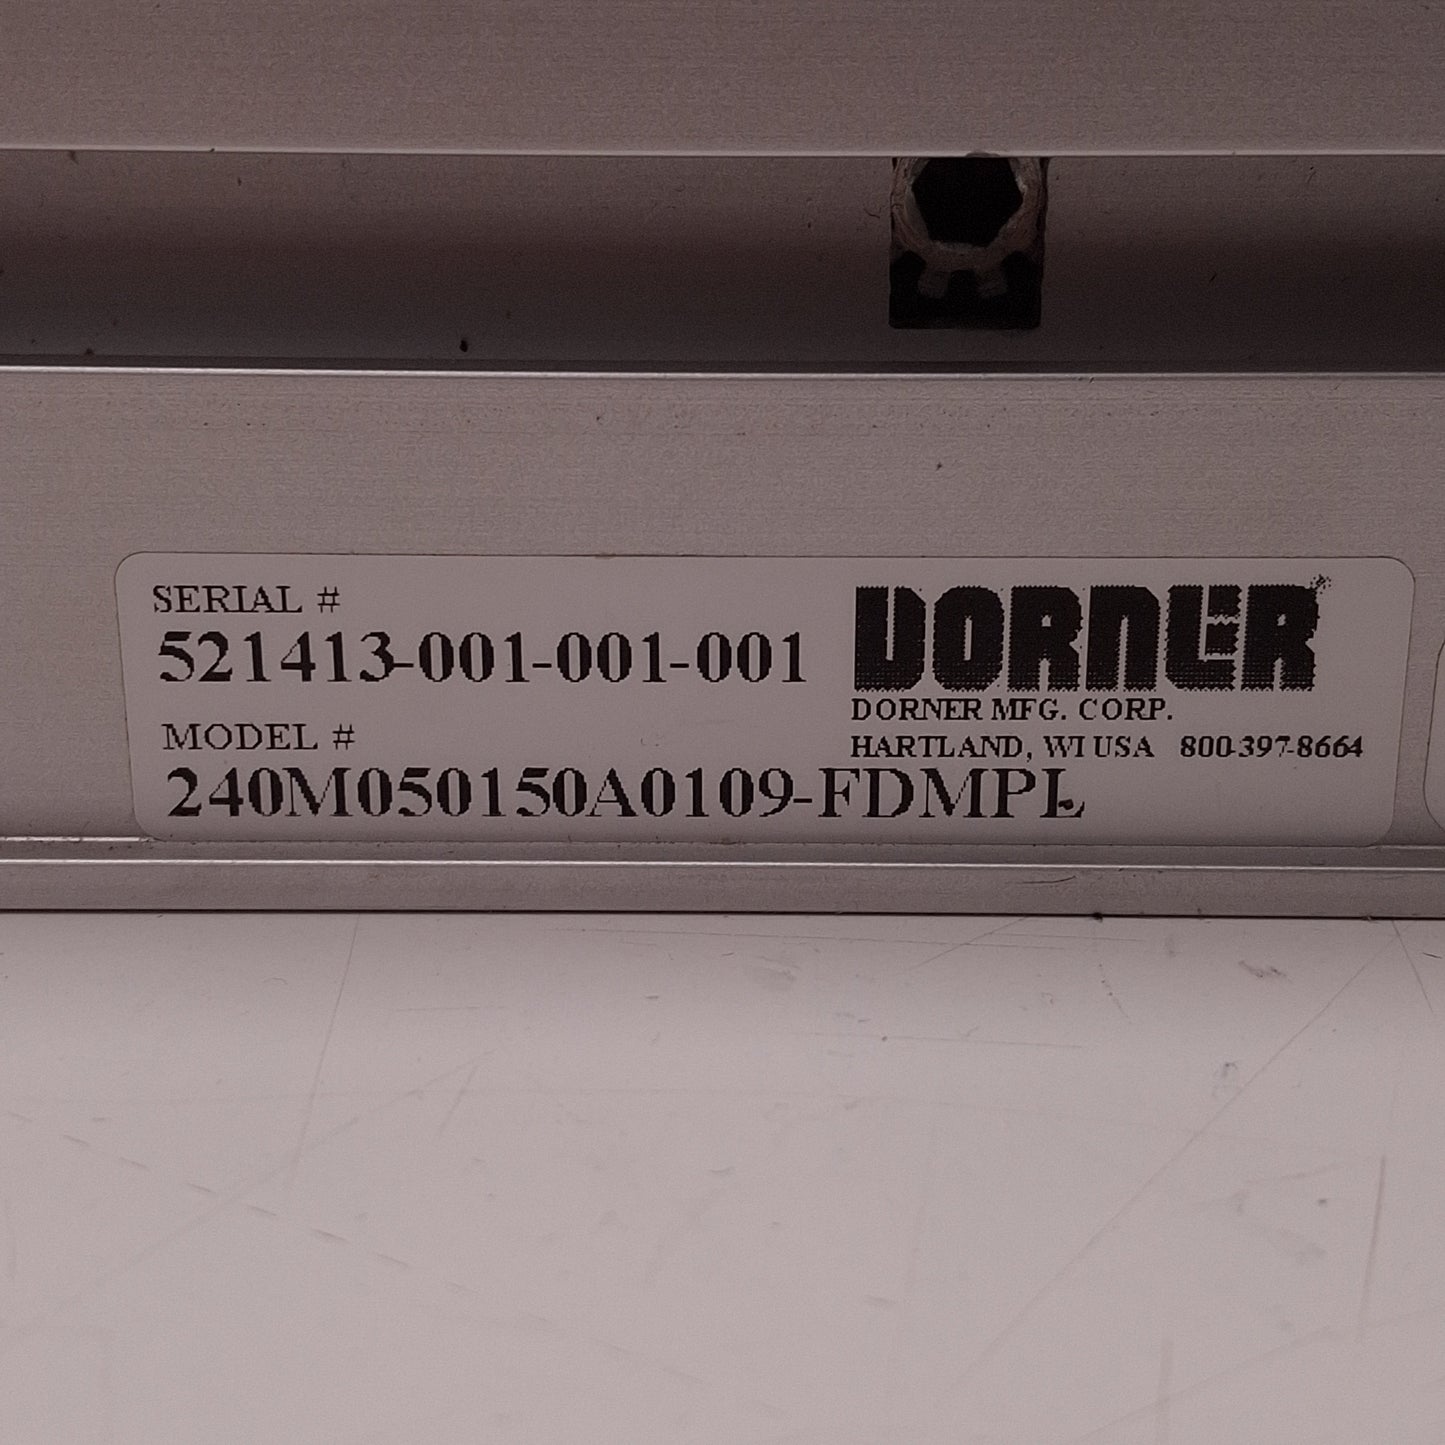 SERIAL #
521413-001-001-001
MODEL #
240M050150A0109-FDMPL
DORNER®
DORNER MFG. CORP.
HARTLAND, WI USA 800-397-8664